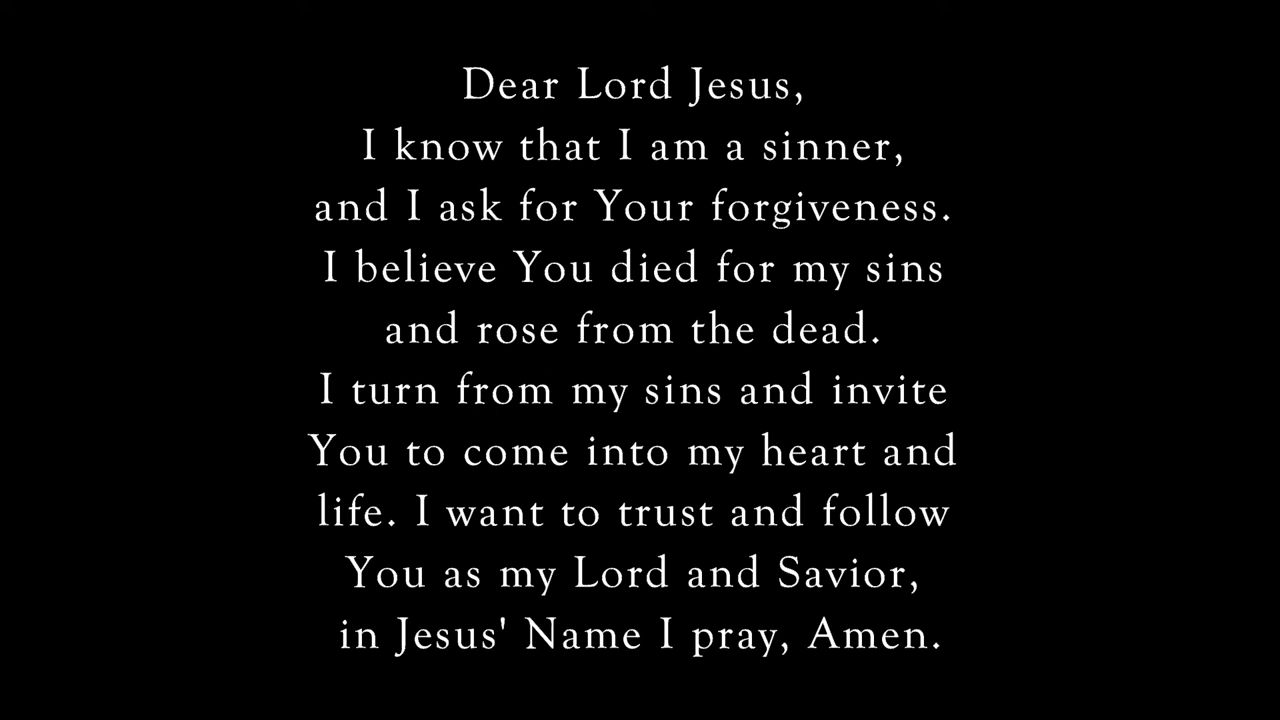 Dear Lord Jesus,
I know that I am a sinner,
and I ask for Your forgiveness.
I believe You died for my sins
and rose from the dead.
I turn from my sins and invite
You to come into my heart and
life. I want to trust and follow
You as my Lord and Savior,
in Jesus' Name I pray, Amen.